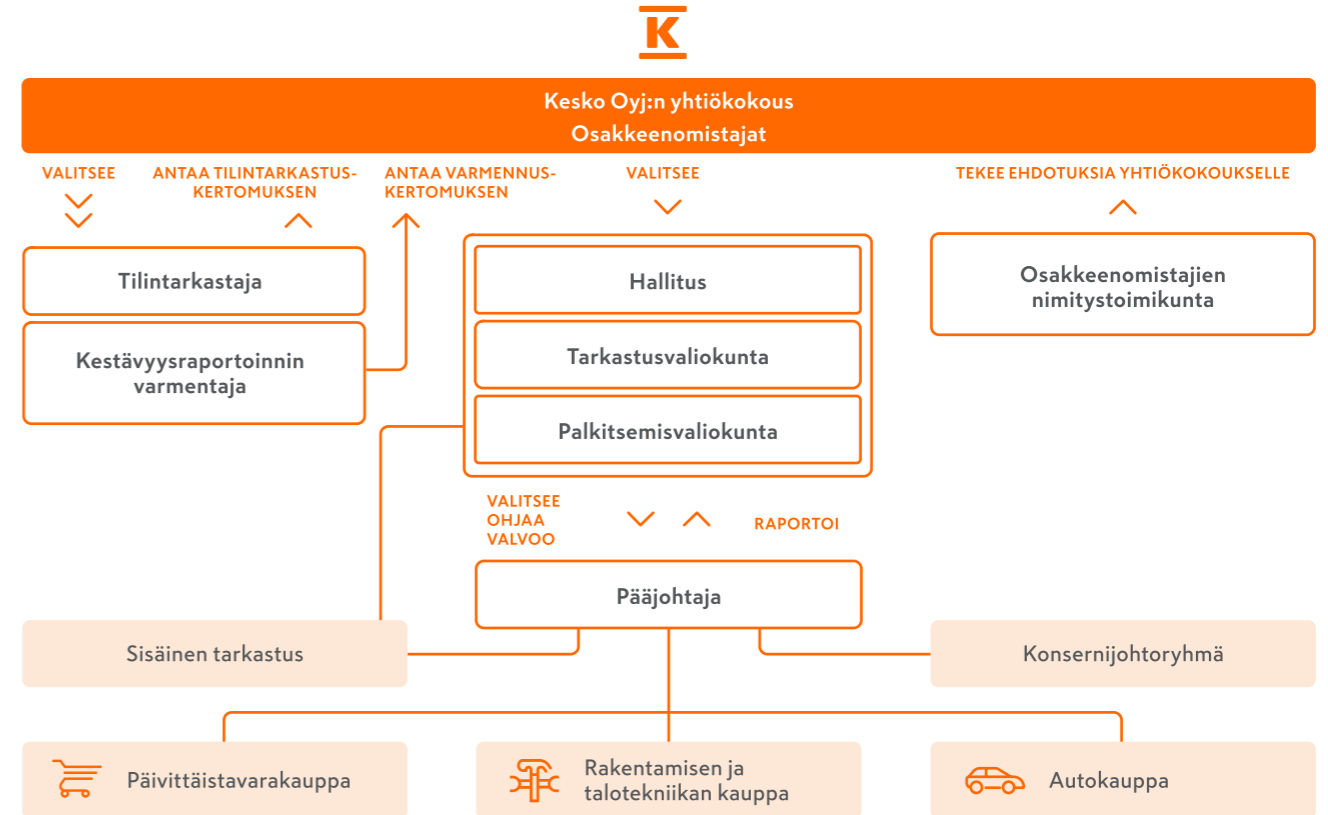 K
Kesko Oyj:n yhtiökokous
Osakkeenomistajat
VALITSEE
ANTAA TILINTARKASTUS-
KERTOMUKSEN
ANTAA VARMENNUS-
KERTOMUKSEN
VALITSEE
TEKEE EHDOTUKSIA YHTIÖKOKOUKSELLE
Tilintarkastaja
Kestävyysraportoinnin
varmentaja
Hallitus
Tarkastusvaliokunta
Palkitsemisvaliokunta
Osakkeenomistajien
nimitystoimikunta
VALITSEE
OHJAA
VALVOO
RAPORTOI
Pääjohtaja
Sisäinen tarkastus
Konsernijohtoryhmä
Päivittäistavarakauppa
Rakentamisen ja
talotekniikan kauppa
Autokauppa